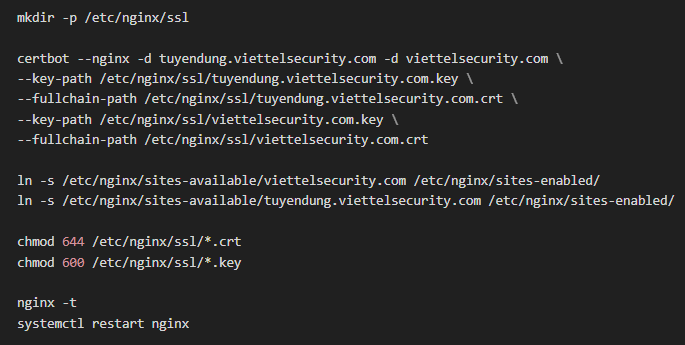 mkdir -p /etc/nginx/ssl
certbot --nginx -d tuyendung.viettelsecurity.com -d viettelsecurity.com \
--key-path /etc/nginx/ssl/tuyendung.viettelsecurity.com.key \
--fullchain-path /etc/nginx/ssl/tuyendung.viettelsecurity.com.crt \
--key-path /etc/nginx/ssl/viettelsecurity.com.key \
--fullchain-path /etc/nginx/ssl/viettelsecurity.com.crt
ln -s /etc/nginx/sites-available/viettelsecurity.com /etc/nginx/sites-enabled/
ln -s /etc/nginx/sites-available/tuyendung.viettelsecurity.com /etc/nginx/sites-enabled/
chmod 644 /etc/nginx/ssl/*.crt
chmod 600 /etc/nginx/ssl/*.key
nginx -t
systemctl restart nginx